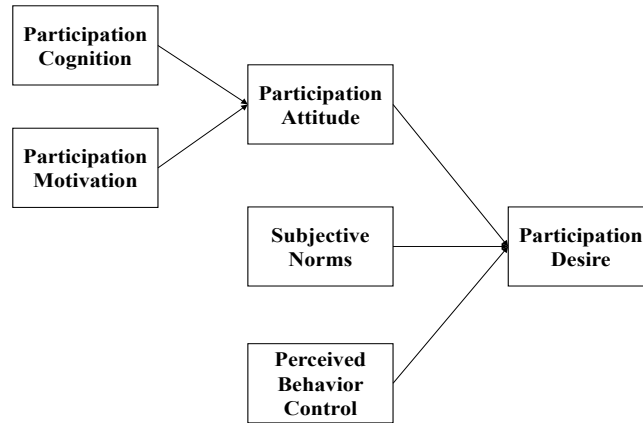 Participation
Cognition
Participation
Attitude
Participation
Motivation
Subjective
Norms
Participation
Desire
Perceived
Behavior
Control